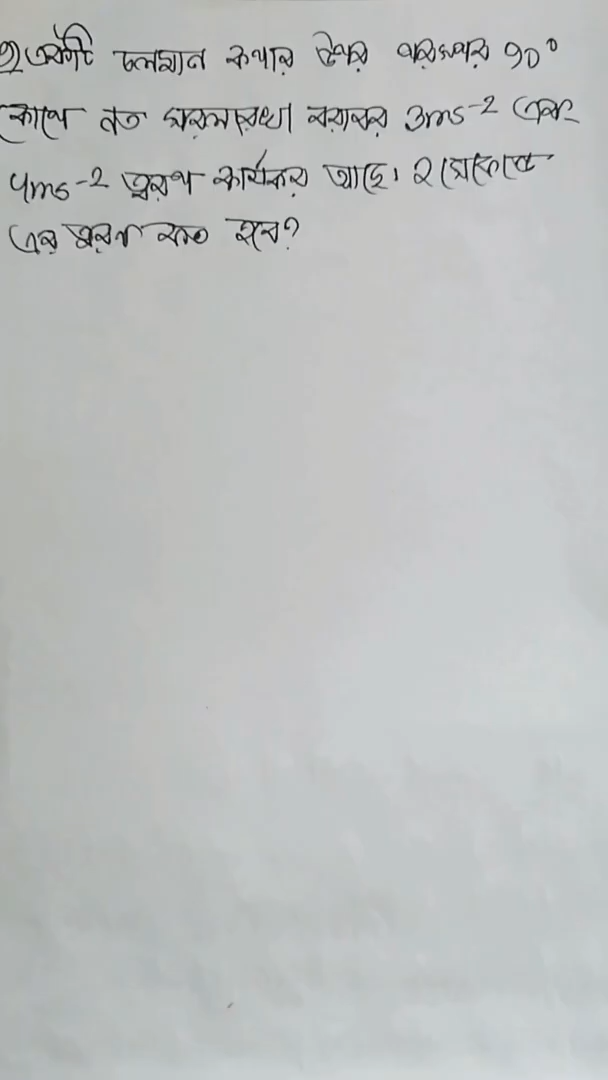 একটি চলমান কণার উপর পরস্পর 90°
কোণে নত সরলরেখা বরাবর 3ms-2 এবং
4ms-2 ত্বরণ কার্যকর আছে। 2 সেকেন্ডে
এর ত্বরণ কত হবে?